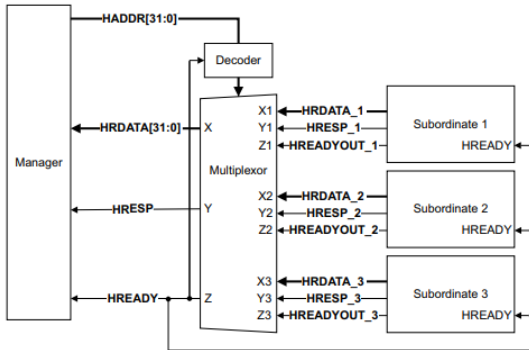 HADDR[31:0]
Decoder
Manager
HRDATA[31:0]
HRESP
HREADY
Multiplexor
X
Y
Z
X1
Y1
Z1
X2
Y2
Z2
X3
Y3
Z3
HRDATA_1
HRESP_1
HREADYOUT_1
HRDATA_2
HRESP_2
HREADYOUT_2
HRDATA_3
HRESP_3
HREADYOUT_3
Subordinate 1
HREADY
Subordinate 2
HREADY
Subordinate 3
HREADY